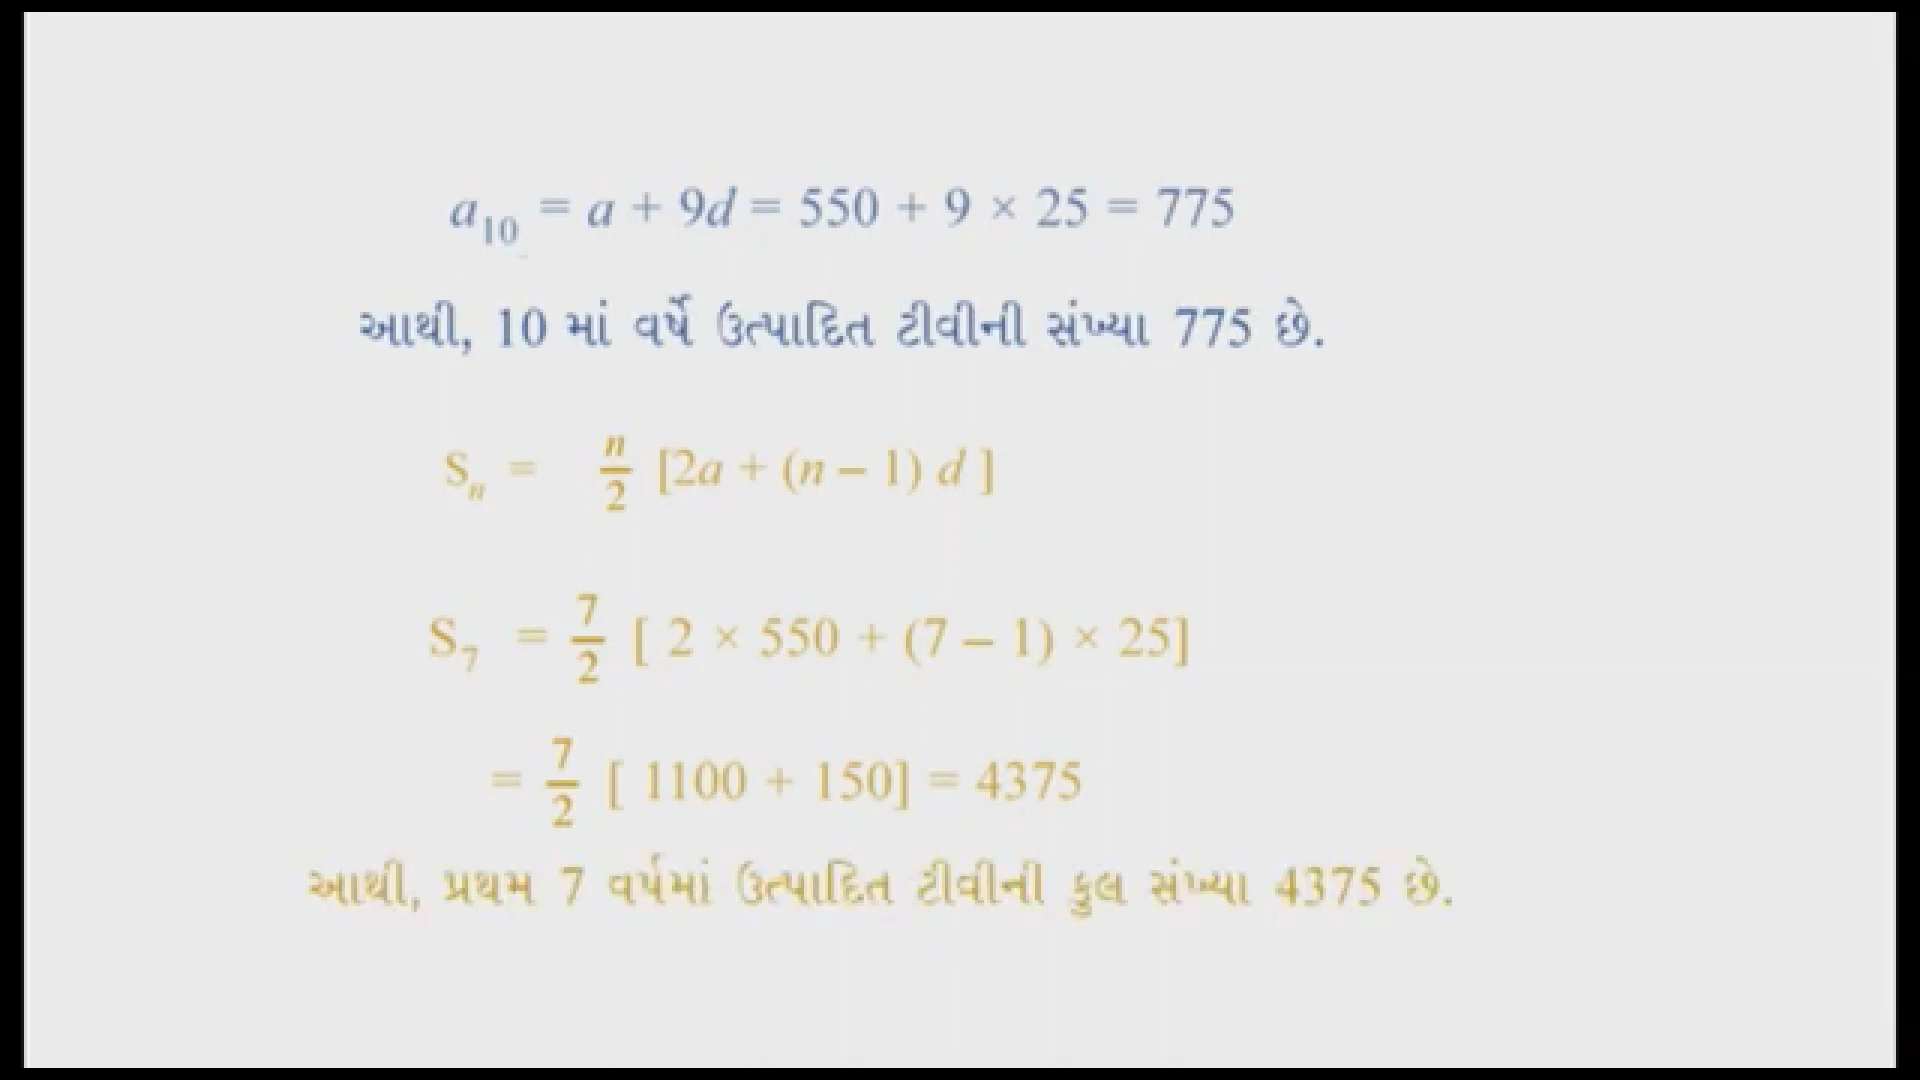 a₁₀ = a + 9d = 550 + 9 × 25 = 775
આથી, 10 માં વર્ષે ઉત્પાદિત ટીવીની સંખ્યા 775 છે.
Sₙ = n/2 [2a + (n – 1) d ]
S₇ = 7/2 [ 2 × 550 + (7 – 1) × 25]
= 7/2 [ 1100 + 150] = 4375
આથી, પ્રથમ 7 વર્ષમાં ઉત્પાદિત ટીવીની કુલ સંખ્યા 4375 છે.